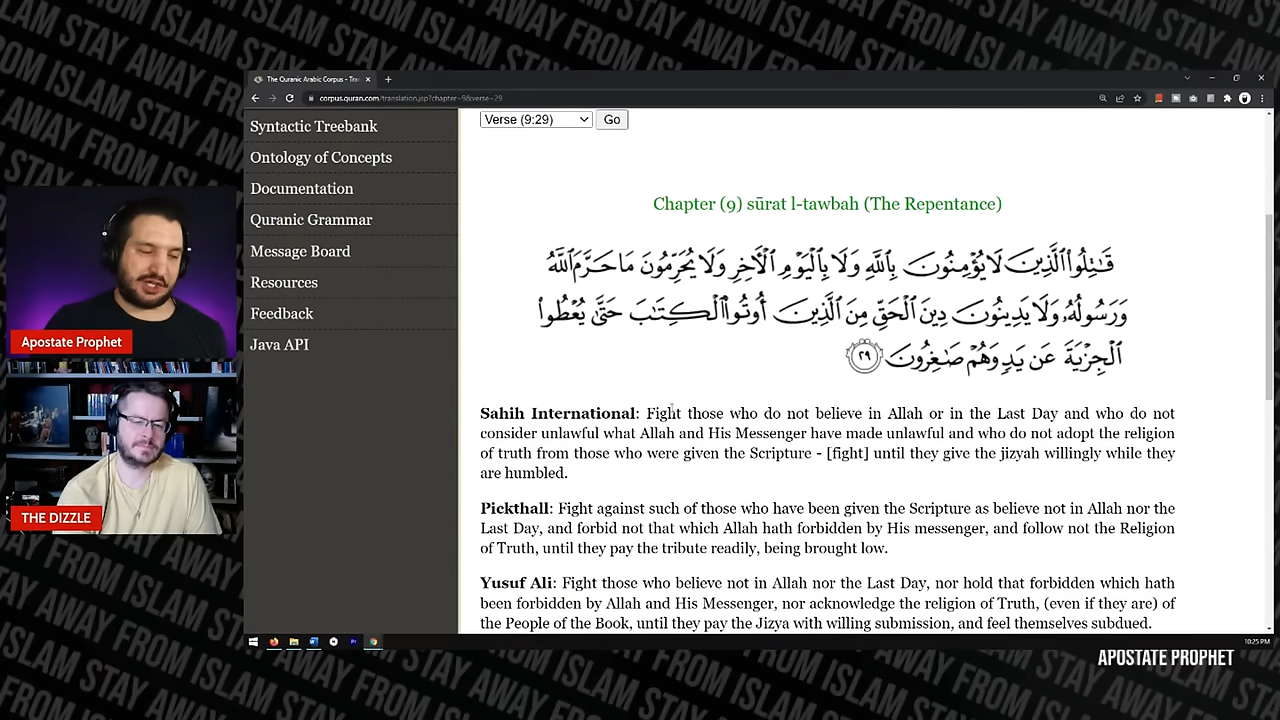 The Quranic Arabic Corpus - Tra
corpus.quran.com/translation.jsp?chapter=9&verse=29
Syntactic Treebank
Ontology of Concepts
Documentation
Quranic Grammar
Message Board
Resources
Feedback
Java API
Verse (9:29)
Go
Chapter (9) sūrat l-tawbah (The Repentance)
قَـٰتِلُوا۟ ٱلَّذِينَ لَا يُؤْمِنُونَ بِٱللَّهِ وَلَا بِٱلْيَوْمِ ٱلْـَٔاخِرِ وَلَا يُحَرِّمُونَ مَا حَرَّمَ ٱللَّهُ
وَرَسُولُهُۥ وَلَا يَدِينُونَ دِينَ ٱلْحَقِّ مِنَ ٱلَّذِينَ أُوتُوا۟ ٱلْكِتَـٰبَ حَتَّىٰ يُعْطُوا۟
ٱلْجِزْيَةَ عَن يَدٍ وَهُمْ صَـٰغِرُونَ ٢٩
Sahih International: Fight those who do not believe in Allah or in the Last Day and who do not
consider unlawful what Allah and His Messenger have made unlawful and who do not adopt the religion
of truth from those who were given the Scripture - [fight] until they give the jizyah willingly while they
are humbled.
Pickthall: Fight against such of those who have been given the Scripture as believe not in Allah nor the
Last Day, and forbid not that which Allah hath forbidden by His messenger, and follow not the Religion
of Truth, until they pay the tribute readily, being brought low.
Yusuf Ali: Fight those who believe not in Allah nor the Last Day, nor hold that forbidden which hath
been forbidden by Allah and His Messenger, nor acknowledge the religion of Truth, (even if they are) of
the People of the Book, until they pay the Jizya with willing submission, and feel themselves subdued.
10:25 PM
Apostate Prophet
THE DIZZLE
APOSTATE PROPHET
STAY AWAY FROM ISLAM